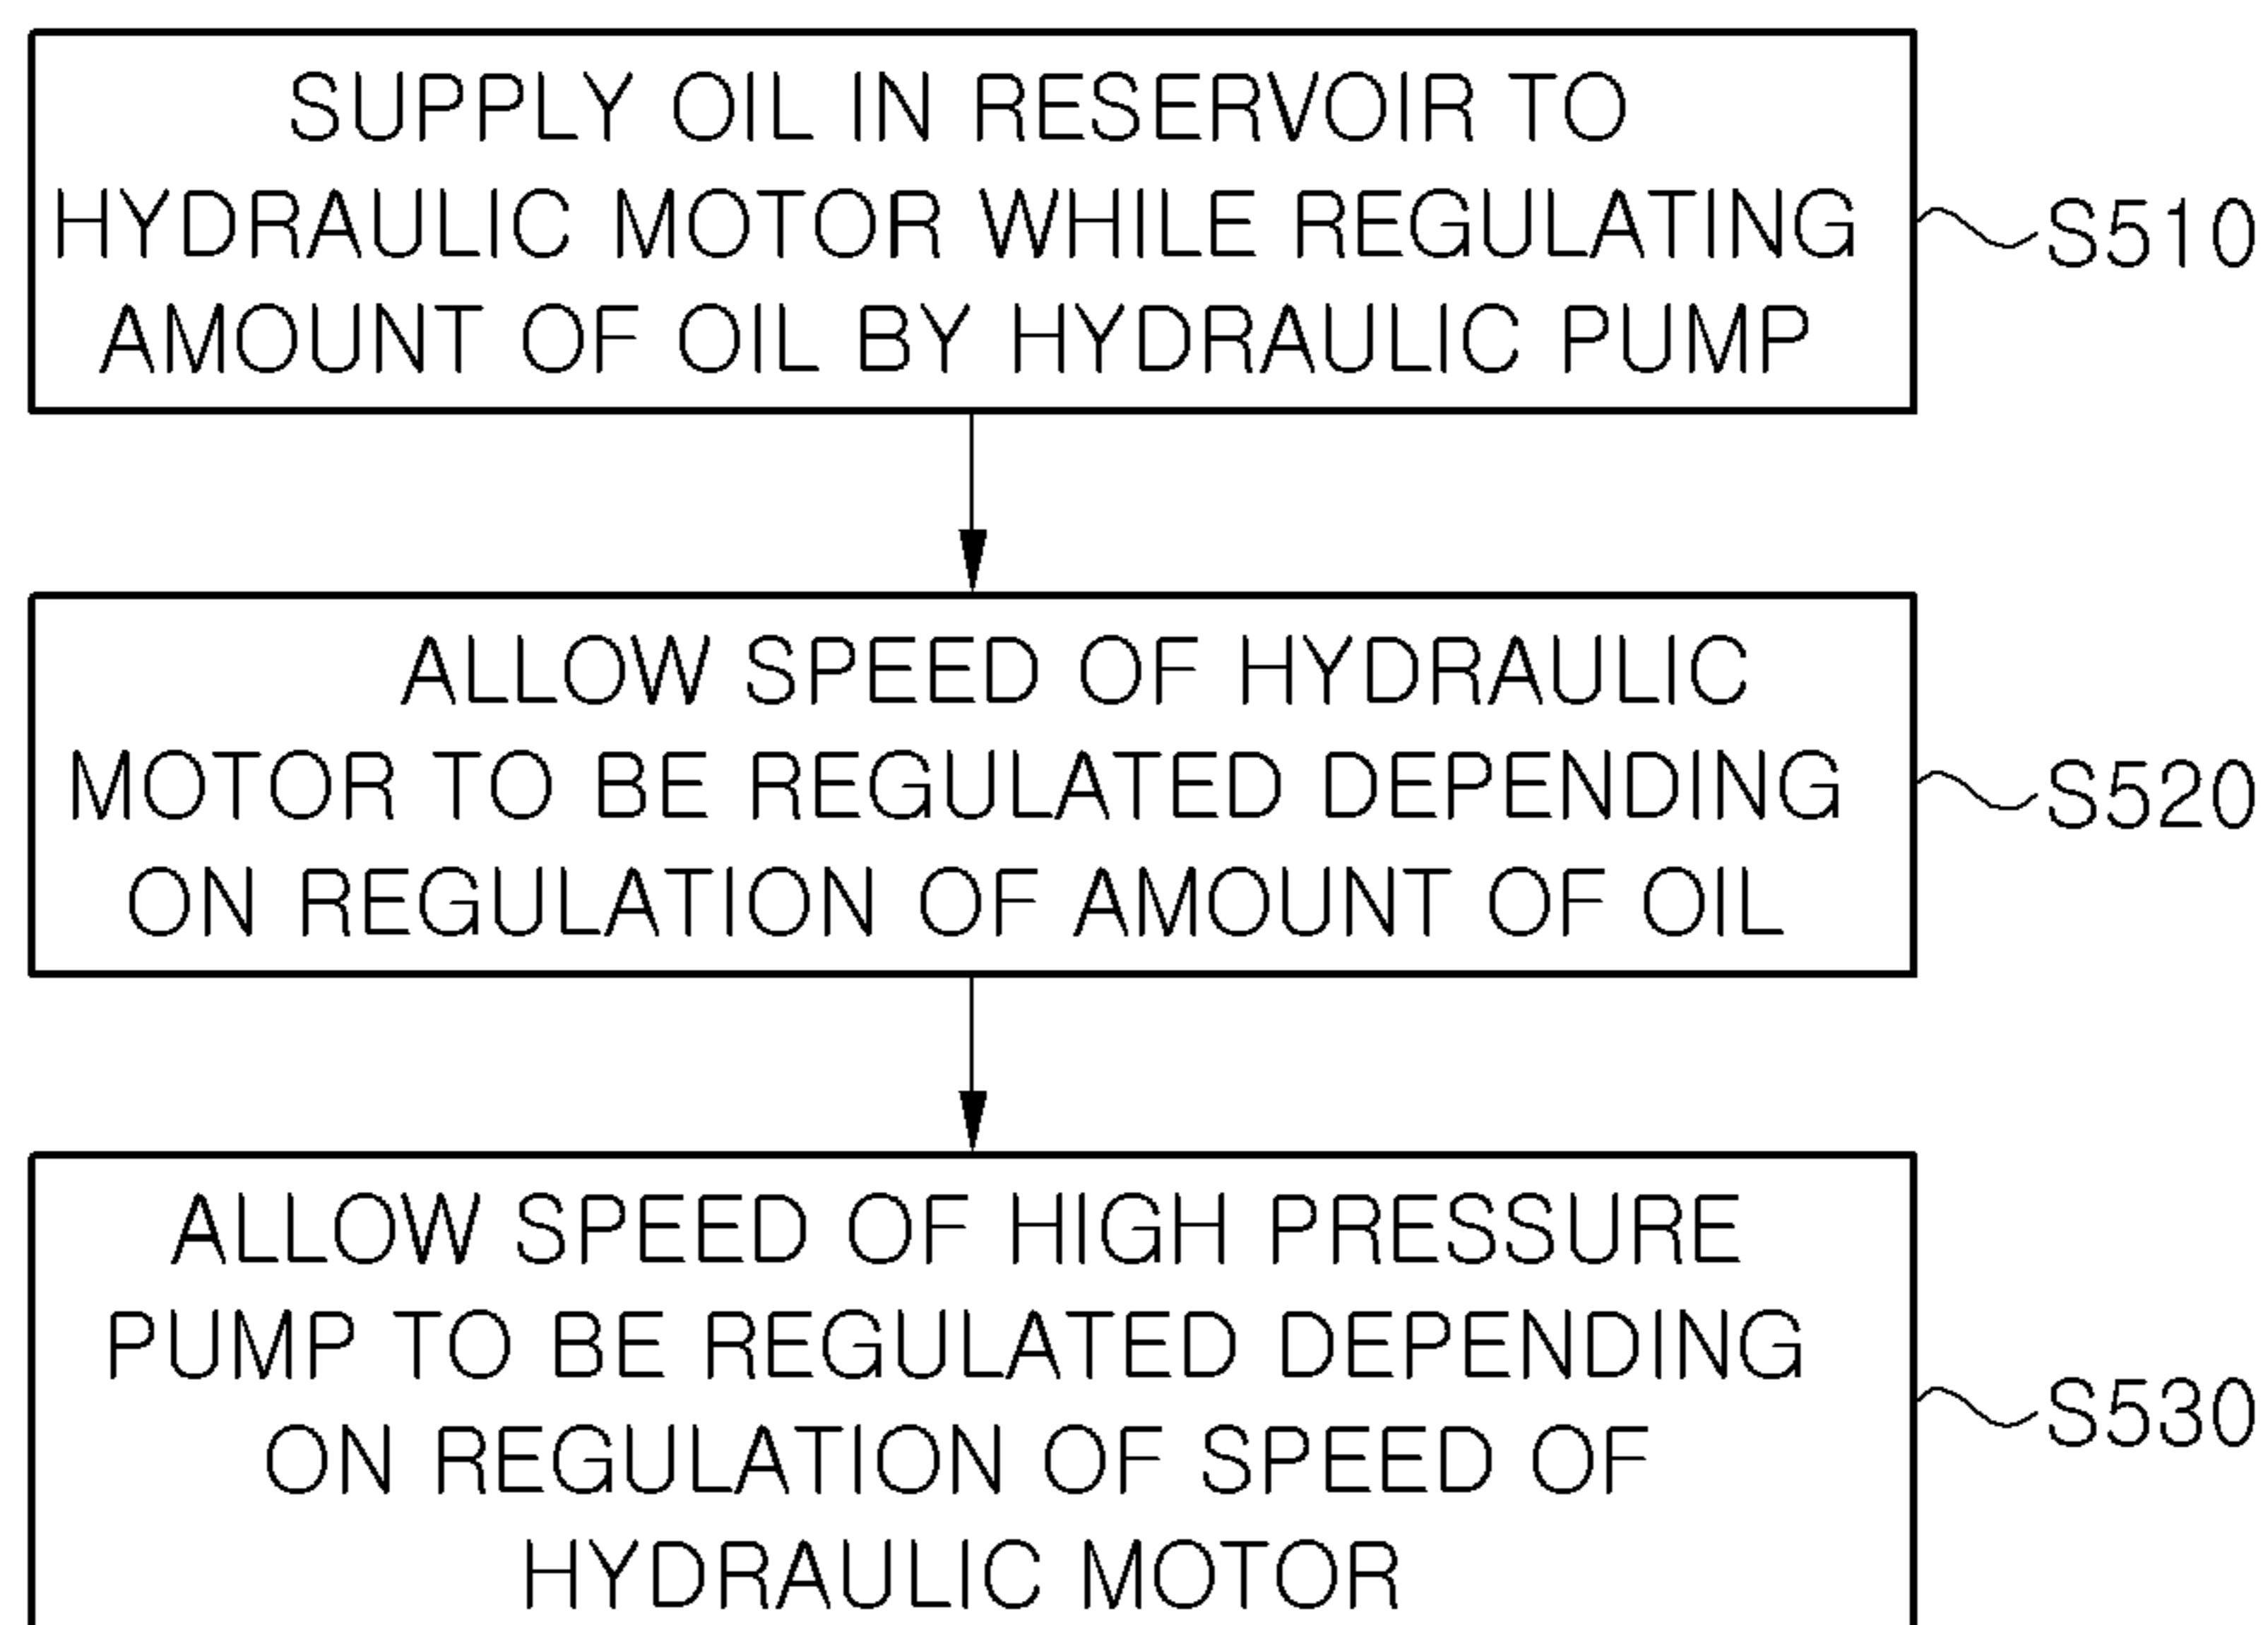 SUPPLY OIL IN RESERVOIR TO
HYDRAULIC MOTOR WHILE REGULATING
AMOUNT OF OIL BY HYDRAULIC PUMP
S510
ALLOW SPEED OF HYDRAULIC
MOTOR TO BE REGULATED DEPENDING
ON REGULATION OF AMOUNT OF OIL
S520
ALLOW SPEED OF HIGH PRESSURE
PUMP TO BE REGULATED DEPENDING
ON REGULATION OF SPEED OF
HYDRAULIC MOTOR
S530